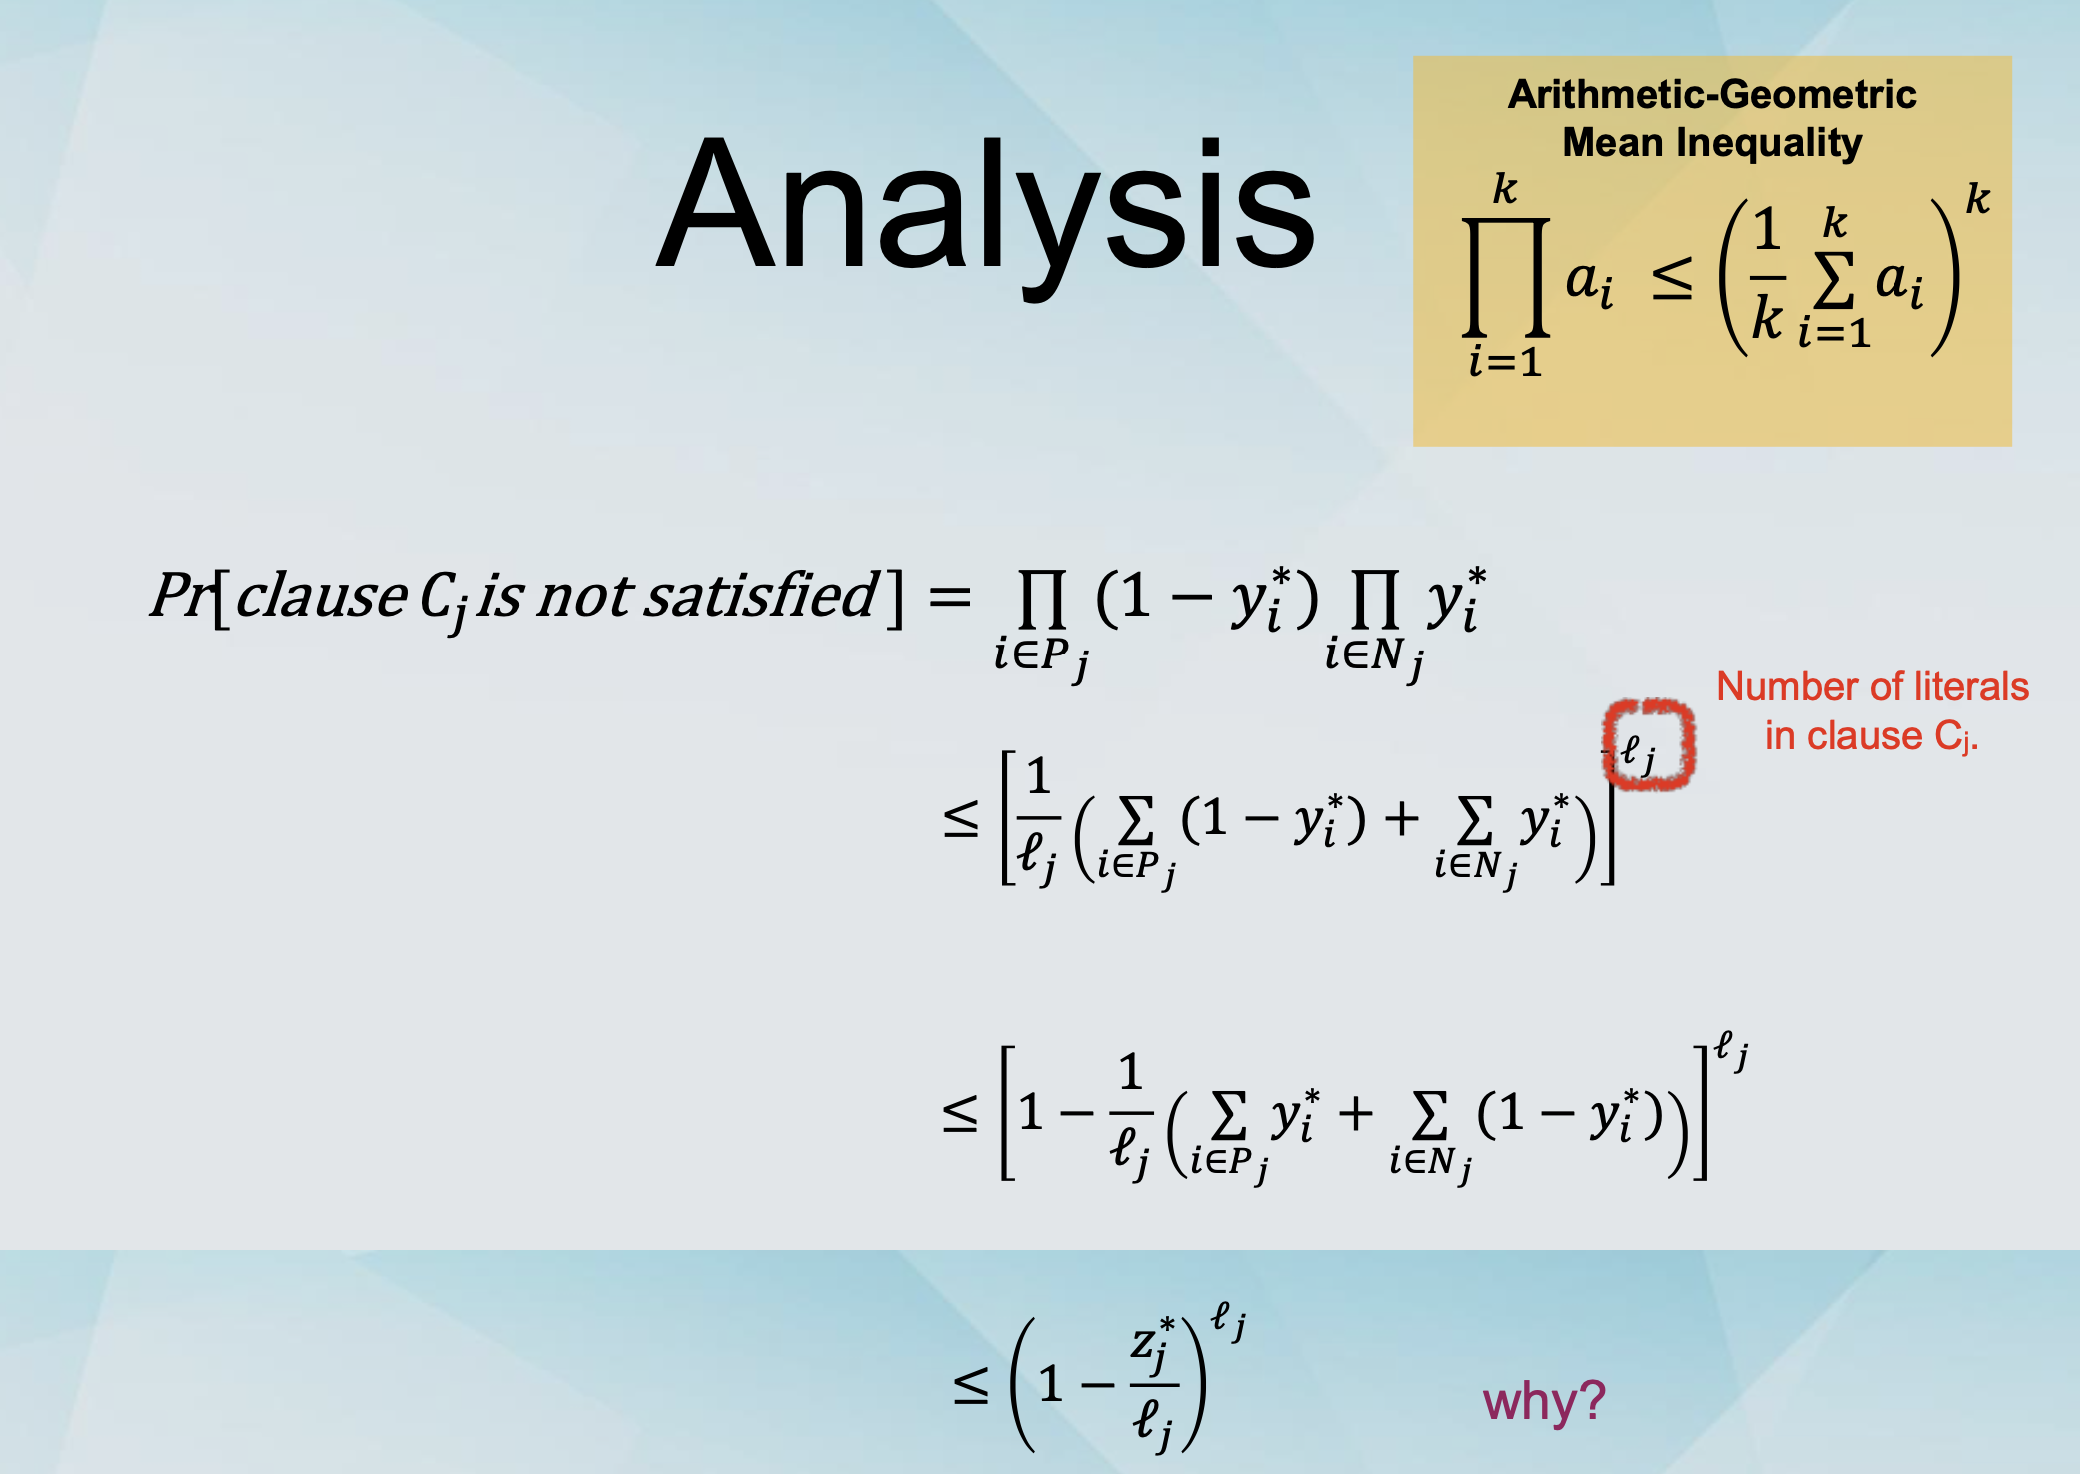 Analysis
Arithmetic-Geometric
Mean Inequality
$\prod_{i=1}^{k} a_i \leq \left( \frac{1}{k} \sum_{i=1}^{k} a_i \right)^k$
$Pr[clause\ C_j\ is\ not\ satisfied] = \prod_{i \in P_j} (1 - y_i^*) \prod_{i \in N_j} y_i^*$
Number of literals
in clause Cⱼ.
$\leq \left[ \frac{1}{\ell_j} \left( \sum_{i \in P_j} (1 - y_i^*) + \sum_{i \in N_j} y_i^* \right) \right]^{\ell_j}$
$\leq \left[ 1 - \frac{1}{\ell_j} \left( \sum_{i \in P_j} y_i^* + \sum_{i \in N_j} (1 - y_i^*) \right) \right]^{\ell_j}$
$\leq \left( 1 - \frac{z_j^*}{\ell_j} \right)^{\ell_j}$
why?